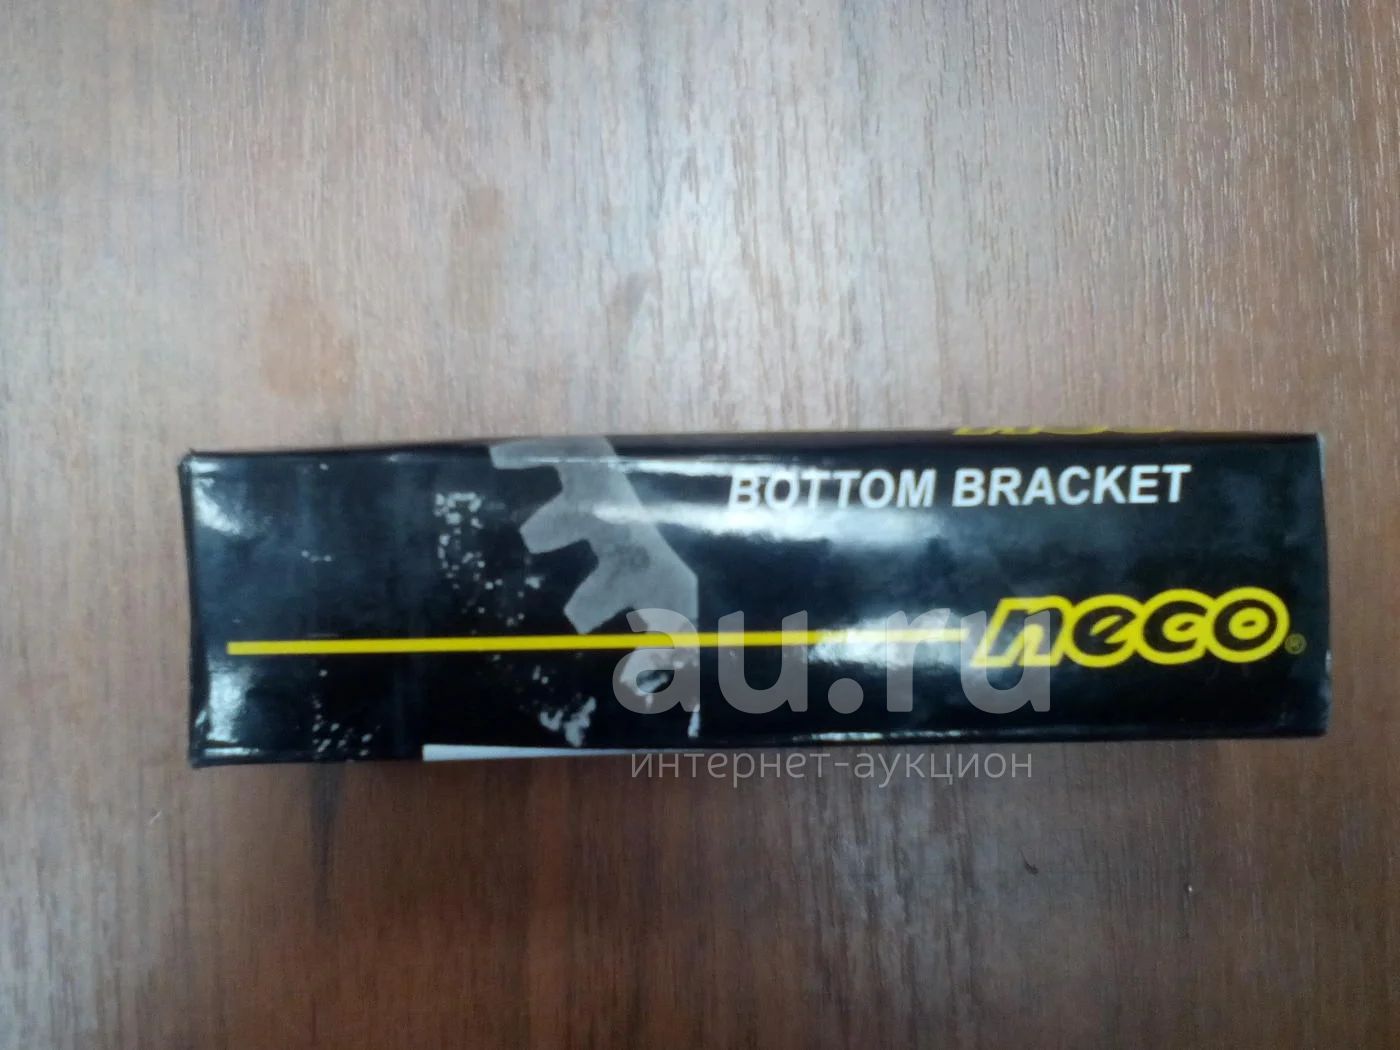 BOTTOM BRACKET
neco®
au.ru
интернет-аукцион